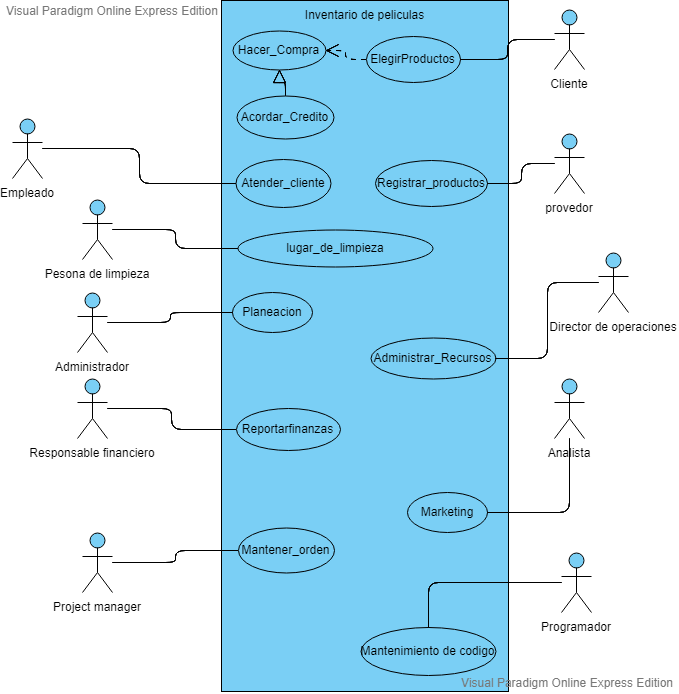 Visual Paradigm Online Express Edition
Inventario de peliculas
Hacer_Compra
ElegirProductos
Cliente
Acordar_Credito
Empleado
Atender_cliente
Registrar_productos
provedor
Pesona de limpieza
lugar_de_limpieza
Planeacion
Director de operaciones
Administrador
Administrar_Recursos
Reportarfinanzas
Responsable financiero
Analista
Marketing
Mantener_orden
Project manager
Programador
Mantenimiento de codigo
Visual Paradigm Online Express Edition